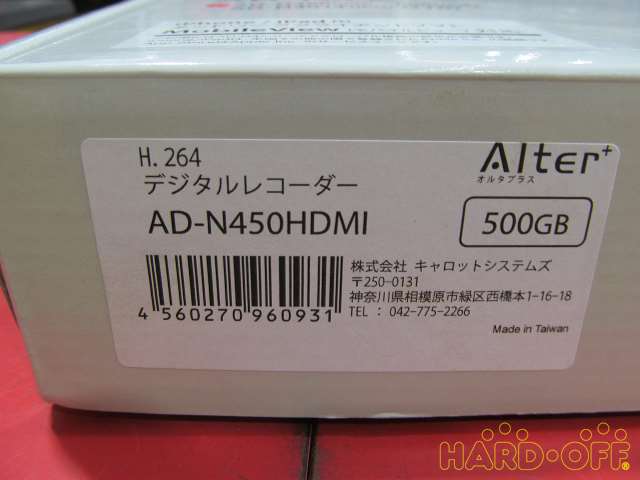 MobileView
H.264
デジタルレコーダー
AD-N450HDMI
Alter+
オルタプラス
500GB
4 560270 960931
株式会社 キャロットシステムズ
〒250-0131
神奈川県相模原市緑区西橋本1-16-18
TEL : 042-775-2266
Made in Taiwan
HARD・OFF®